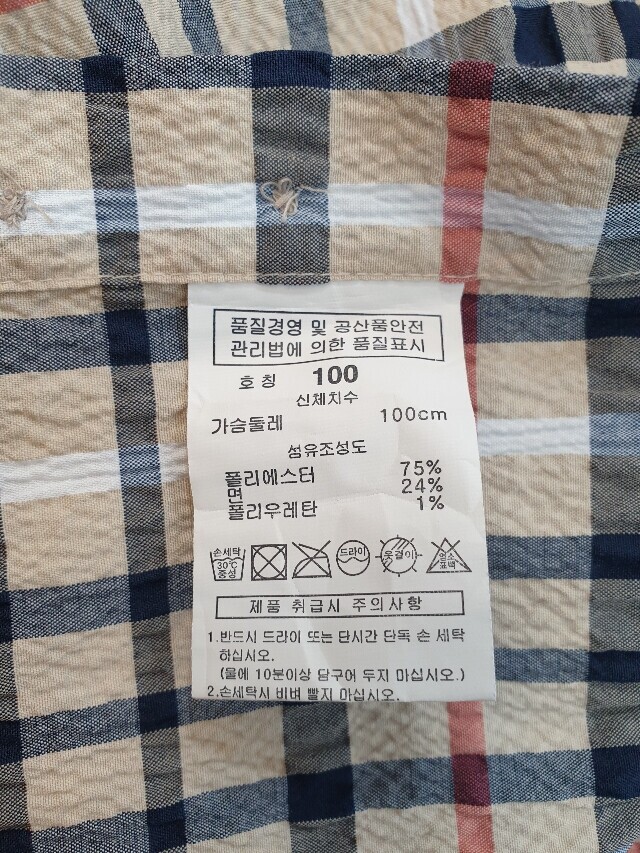 품질경영 및 공산품안전
관리법에 의한 품질표시
호칭 100
신체치수
가슴둘레 100cm
섬유조성도
폴리에스터 75%
면 24%
폴리우레탄 1%
손세탁 30℃ 중성 드라이 옷걸이 염소 표백
제품 취급시 주의사항
1.반드시 드라이 또는 단시간 단독 손 세탁
하십시오.
(물에 10분이상 담구어 두지 마십시오.)
2.손세탁시 비벼 빨지 마십시오.